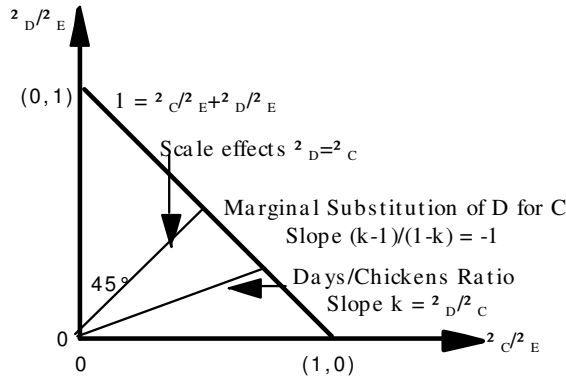 ² D/² E
(0,1)
1 = ² C/² E+² D/² E
Scale effects ² D=² C
Marginal Substitution of D for C
Slope (k-1)/(1-k) = -1
45°
Days/Chickens Ratio
Slope k = ² D/² C
0
² C/² E
0
(1,0)